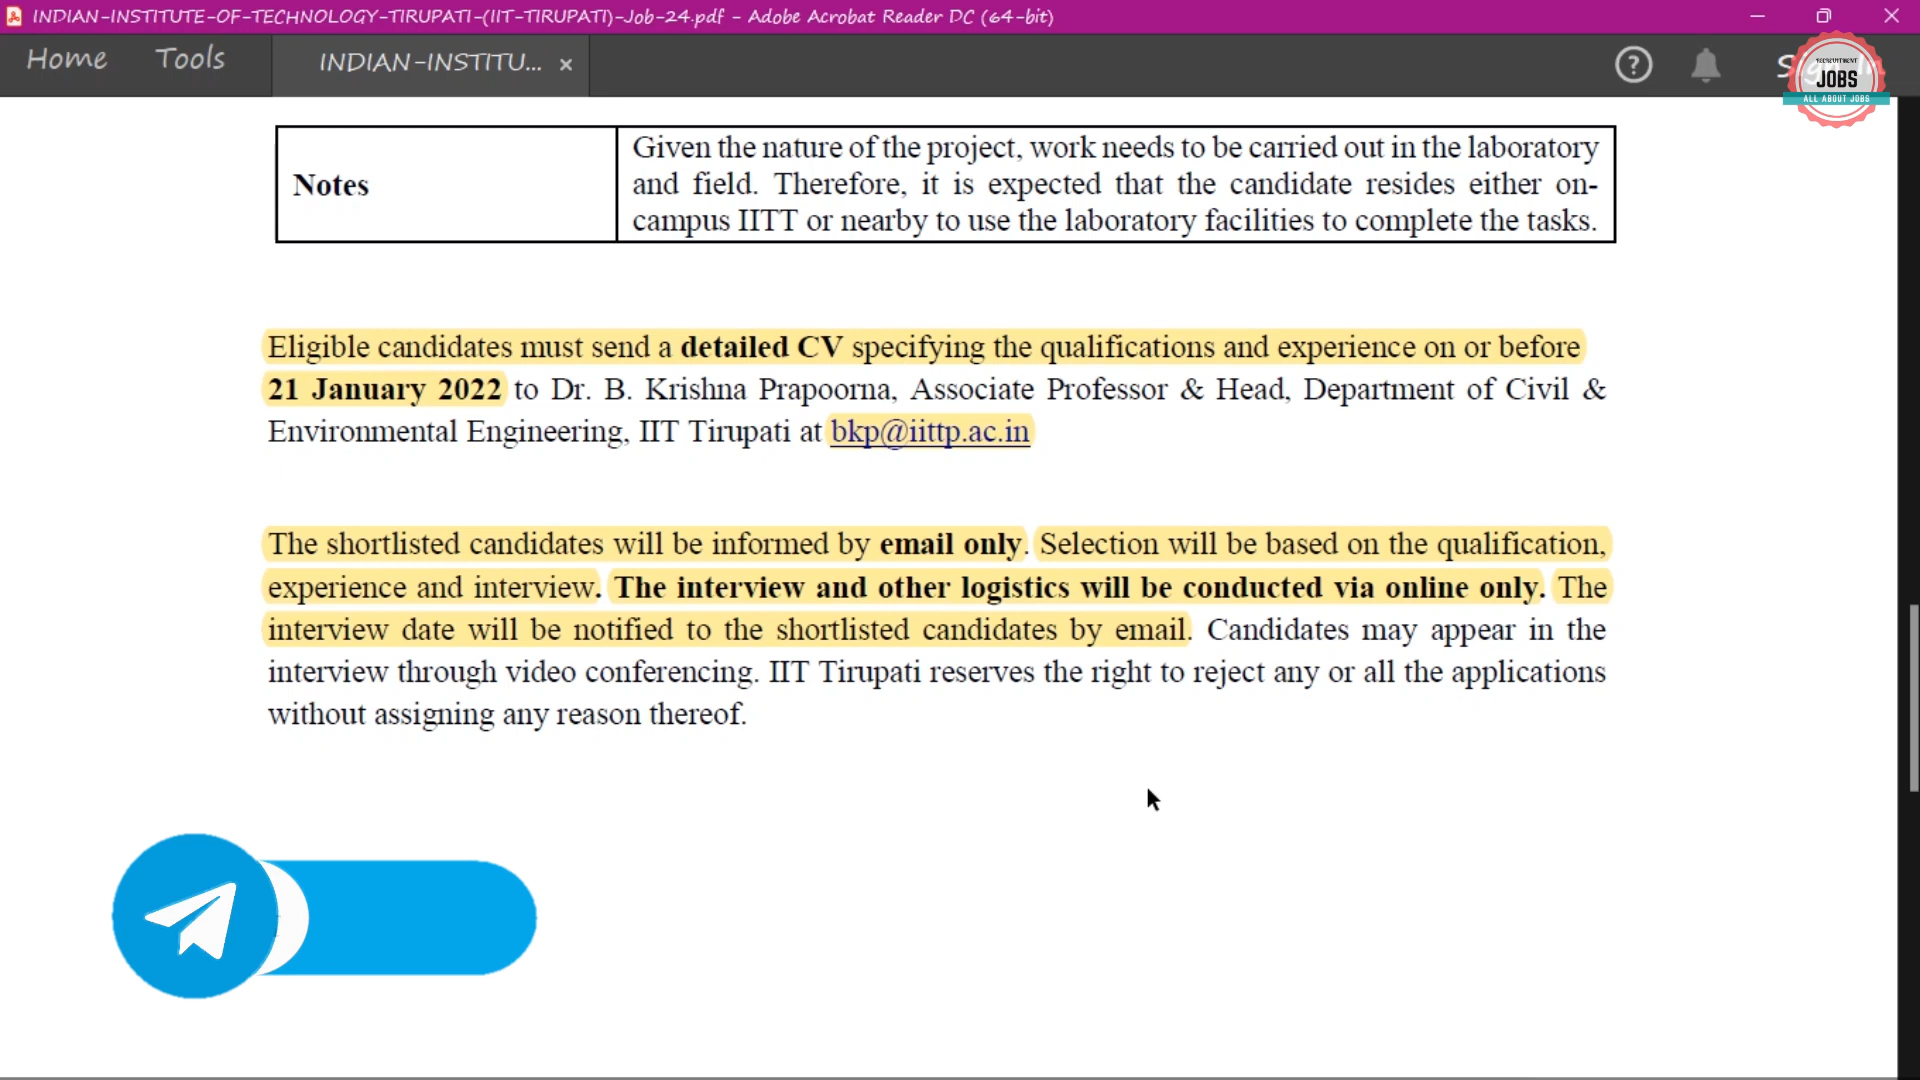 INDIAN-INSTITUTE-OF-TECHNOLOGY-TIRUPATI-(IIT-TIRUPATI)-Job-24.pdf - Adobe Acrobat Reader DC (64-bit)
Home Tools INDIAN-INSTITU... ×
RECRUITMENT
JOBS
ALL ABOUT JOBS
Notes
Given the nature of the project, work needs to be carried out in the laboratory
and field. Therefore, it is expected that the candidate resides either on-
campus IITT or nearby to use the laboratory facilities to complete the tasks.
Eligible candidates must send a detailed CV specifying the qualifications and experience on or before
21 January 2022 to Dr. B. Krishna Prapoorna, Associate Professor & Head, Department of Civil &
Environmental Engineering, IIT Tirupati at bkp@iittp.ac.in
The shortlisted candidates will be informed by email only. Selection will be based on the qualification,
experience and interview. The interview and other logistics will be conducted via online only. The
interview date will be notified to the shortlisted candidates by email. Candidates may appear in the
interview through video conferencing. IIT Tirupati reserves the right to reject any or all the applications
without assigning any reason thereof.